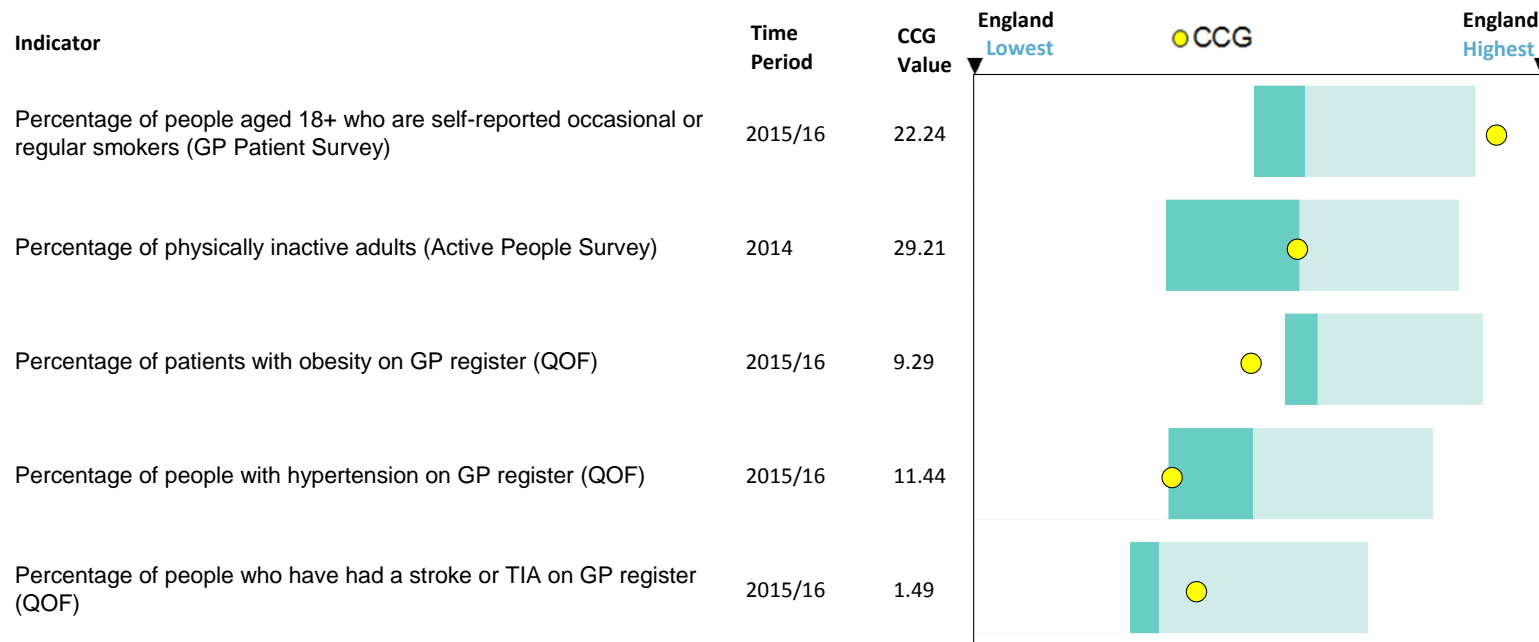 Indicator
Time
Period
CCG
Value
England
Lowest
CCG
England
Highest
Percentage of people aged 18+ who are self-reported occasional or
regular smokers (GP Patient Survey)
2015/16
22.24
Percentage of physically inactive adults (Active People Survey)
2014
29.21
Percentage of patients with obesity on GP register (QOF)
2015/16
9.29
Percentage of people with hypertension on GP register (QOF)
2015/16
11.44
Percentage of people who have had a stroke or TIA on GP register
(QOF)
2015/16
1.49